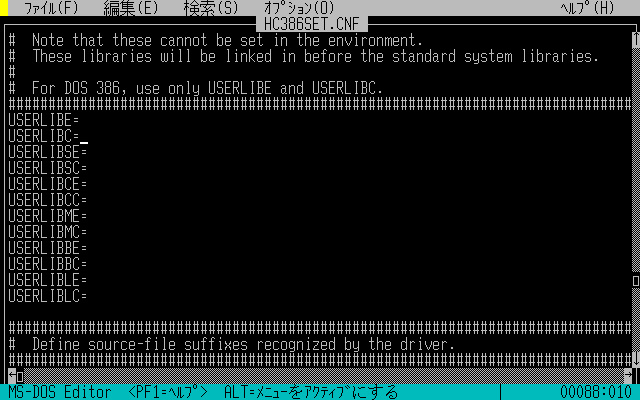 ﾌｧｲﾙ(F) 編集(E) 検索(S) ｵﾌﾟｼｮﾝ(O) ﾍﾙﾌﾟ(H)
HC386SET.CNF
# Note that these cannot be set in the environment.
# These libraries will be linked in before the standard system libraries.
#
# For DOS 386, use only USERLIBE and USERLIBC.
###############################################################################
USERLIBE=
USERLIBC=
USERLIBSE=
USERLIBSC=
USERLIBCE=
USERLIBCC=
USERLIBME=
USERLIBMC=
USERLIBBE=
USERLIBBC=
USERLIBLE=
USERLIBLC=
###############################################################################
# Define source-file suffixes recognized by the driver.
###############################################################################
MS-DOS Editor <PF1=ﾍﾙﾌﾟ> ALT=ﾒﾆｭｰをｱｸﾃｨﾌﾞにする 00088:010